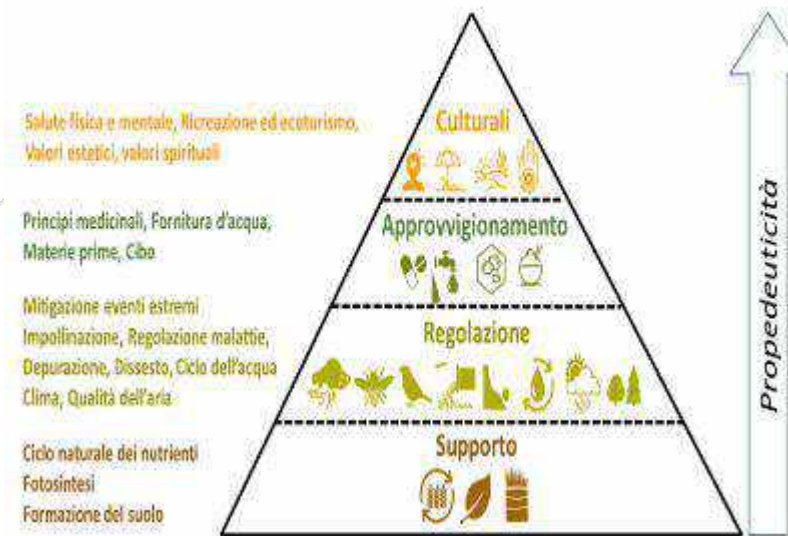 Salute fisica e mentale, Ricreazione ed ecoturismo,
Valori estetici, valori spirituali
Culturali
Principi medicinali, Fornitura d'acqua,
Materie prime, Cibo
Approvvigionamento
Mitigazione eventi estremi
Impollinazione, Regolazione malattie,
Depurazione, Dissesto, Ciclo dell'acqua
Clima, Qualità dell'aria
Regolazione
Ciclo naturale dei nutrienti
Fotosintesi
Formazione del suolo
Supporto
Propedeuticità